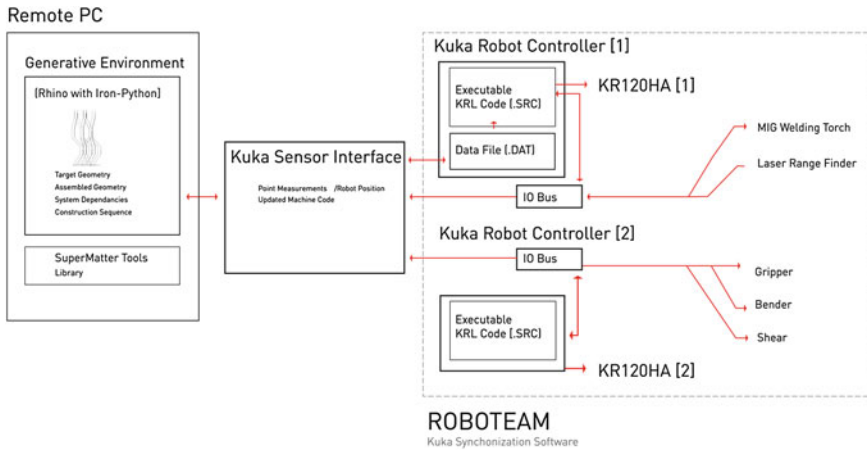 Remote PC
Generative Environment
(Rhino with Iron-Python)
Target Geometry
Assembled Geometry
System Dependancies
Construction Sequence
SuperMatter Tools
Library
Kuka Sensor Interface
Point Measurements /Robot Position
Updated Machine Code
Kuka Robot Controller [1]
Executable
KRL Code [.SRC]
Data File [.DAT]
KR120HA [1]
IO Bus
MIG Welding Torch
Laser Range Finder
Kuka Robot Controller [2]
IO Bus
Gripper
Bender
Shear
Executable
KRL Code [.SRC]
KR120HA [2]
ROBOTEAM
Kuka Synchonization Software